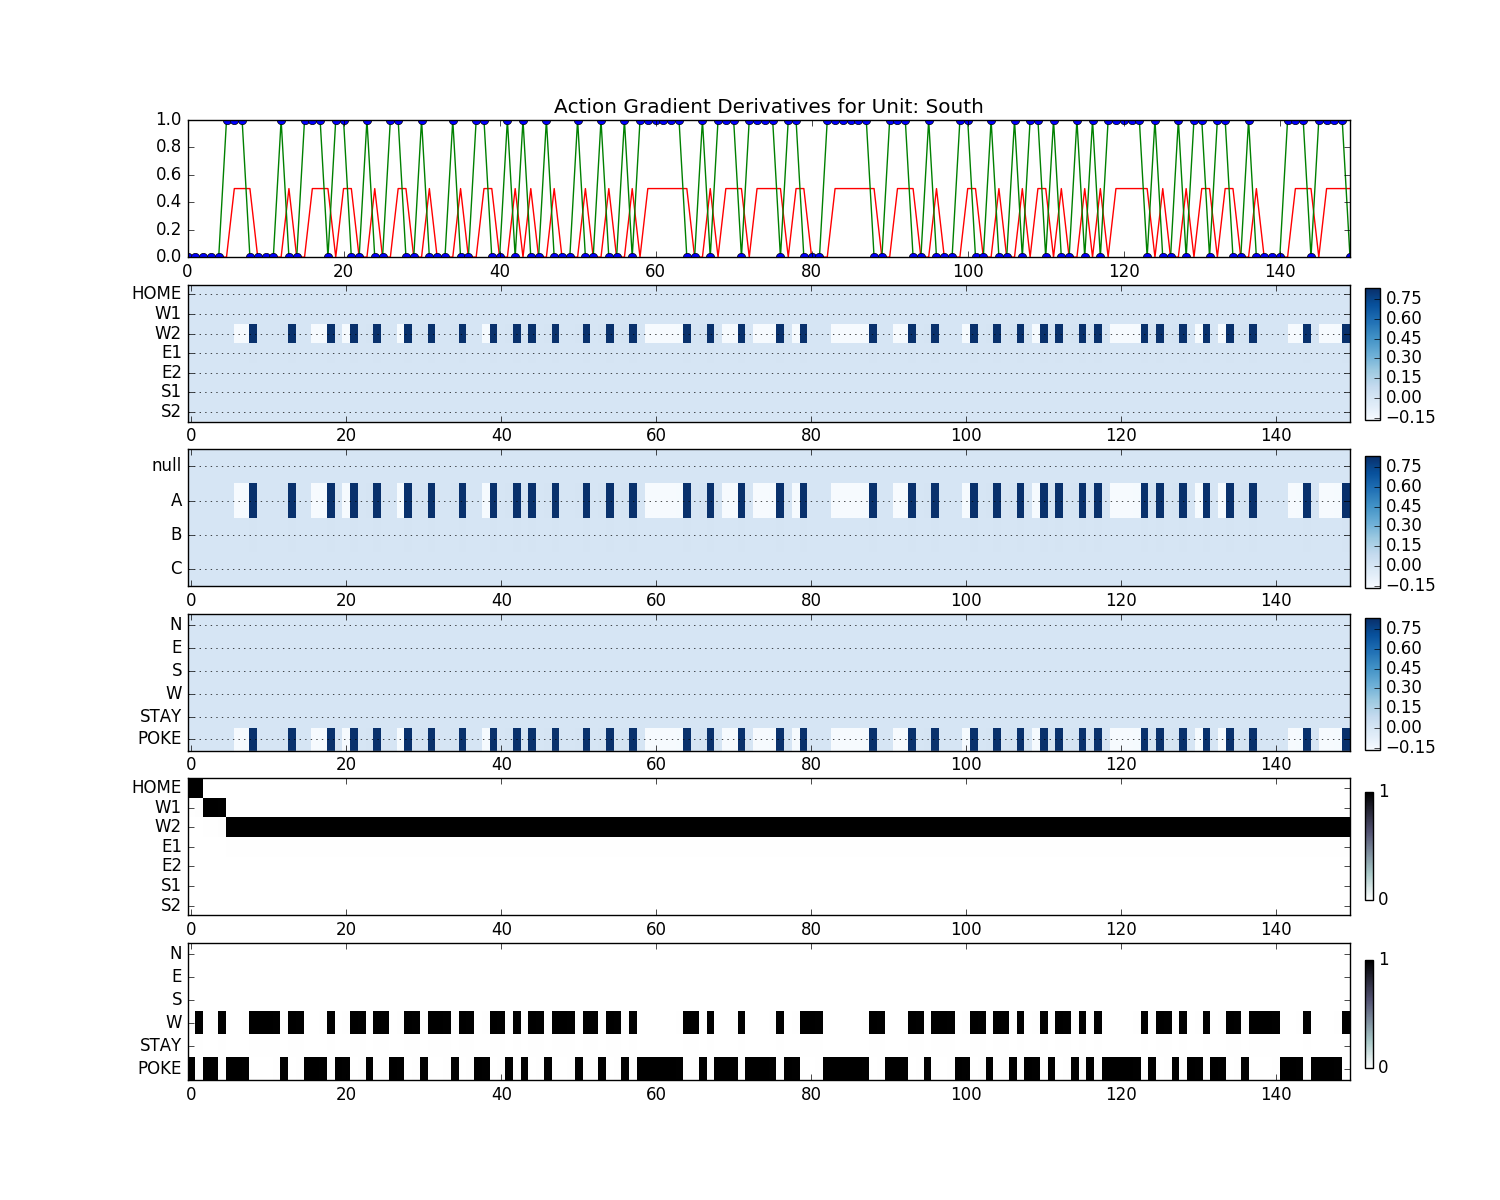 Action Gradient Derivatives for Unit: South
1.0
0.8
0.6
0.4
0.2
0.0
0 20 40 60 80 100 120 140
HOME
W1
W2
E1
E2
S1
S2
0.75
0.60
0.45
0.30
0.15
0.00
−0.15
0 20 40 60 80 100 120 140
null
A
B
C
0.75
0.60
0.45
0.30
0.15
0.00
−0.15
0 20 40 60 80 100 120 140
N
E
S
W
STAY
POKE
0.75
0.60
0.45
0.30
0.15
0.00
−0.15
0 20 40 60 80 100 120 140
HOME
W1
W2
E1
E2
S1
S2
1
0
0 20 40 60 80 100 120 140
N
E
S
W
STAY
POKE
1
0
0 20 40 60 80 100 120 140